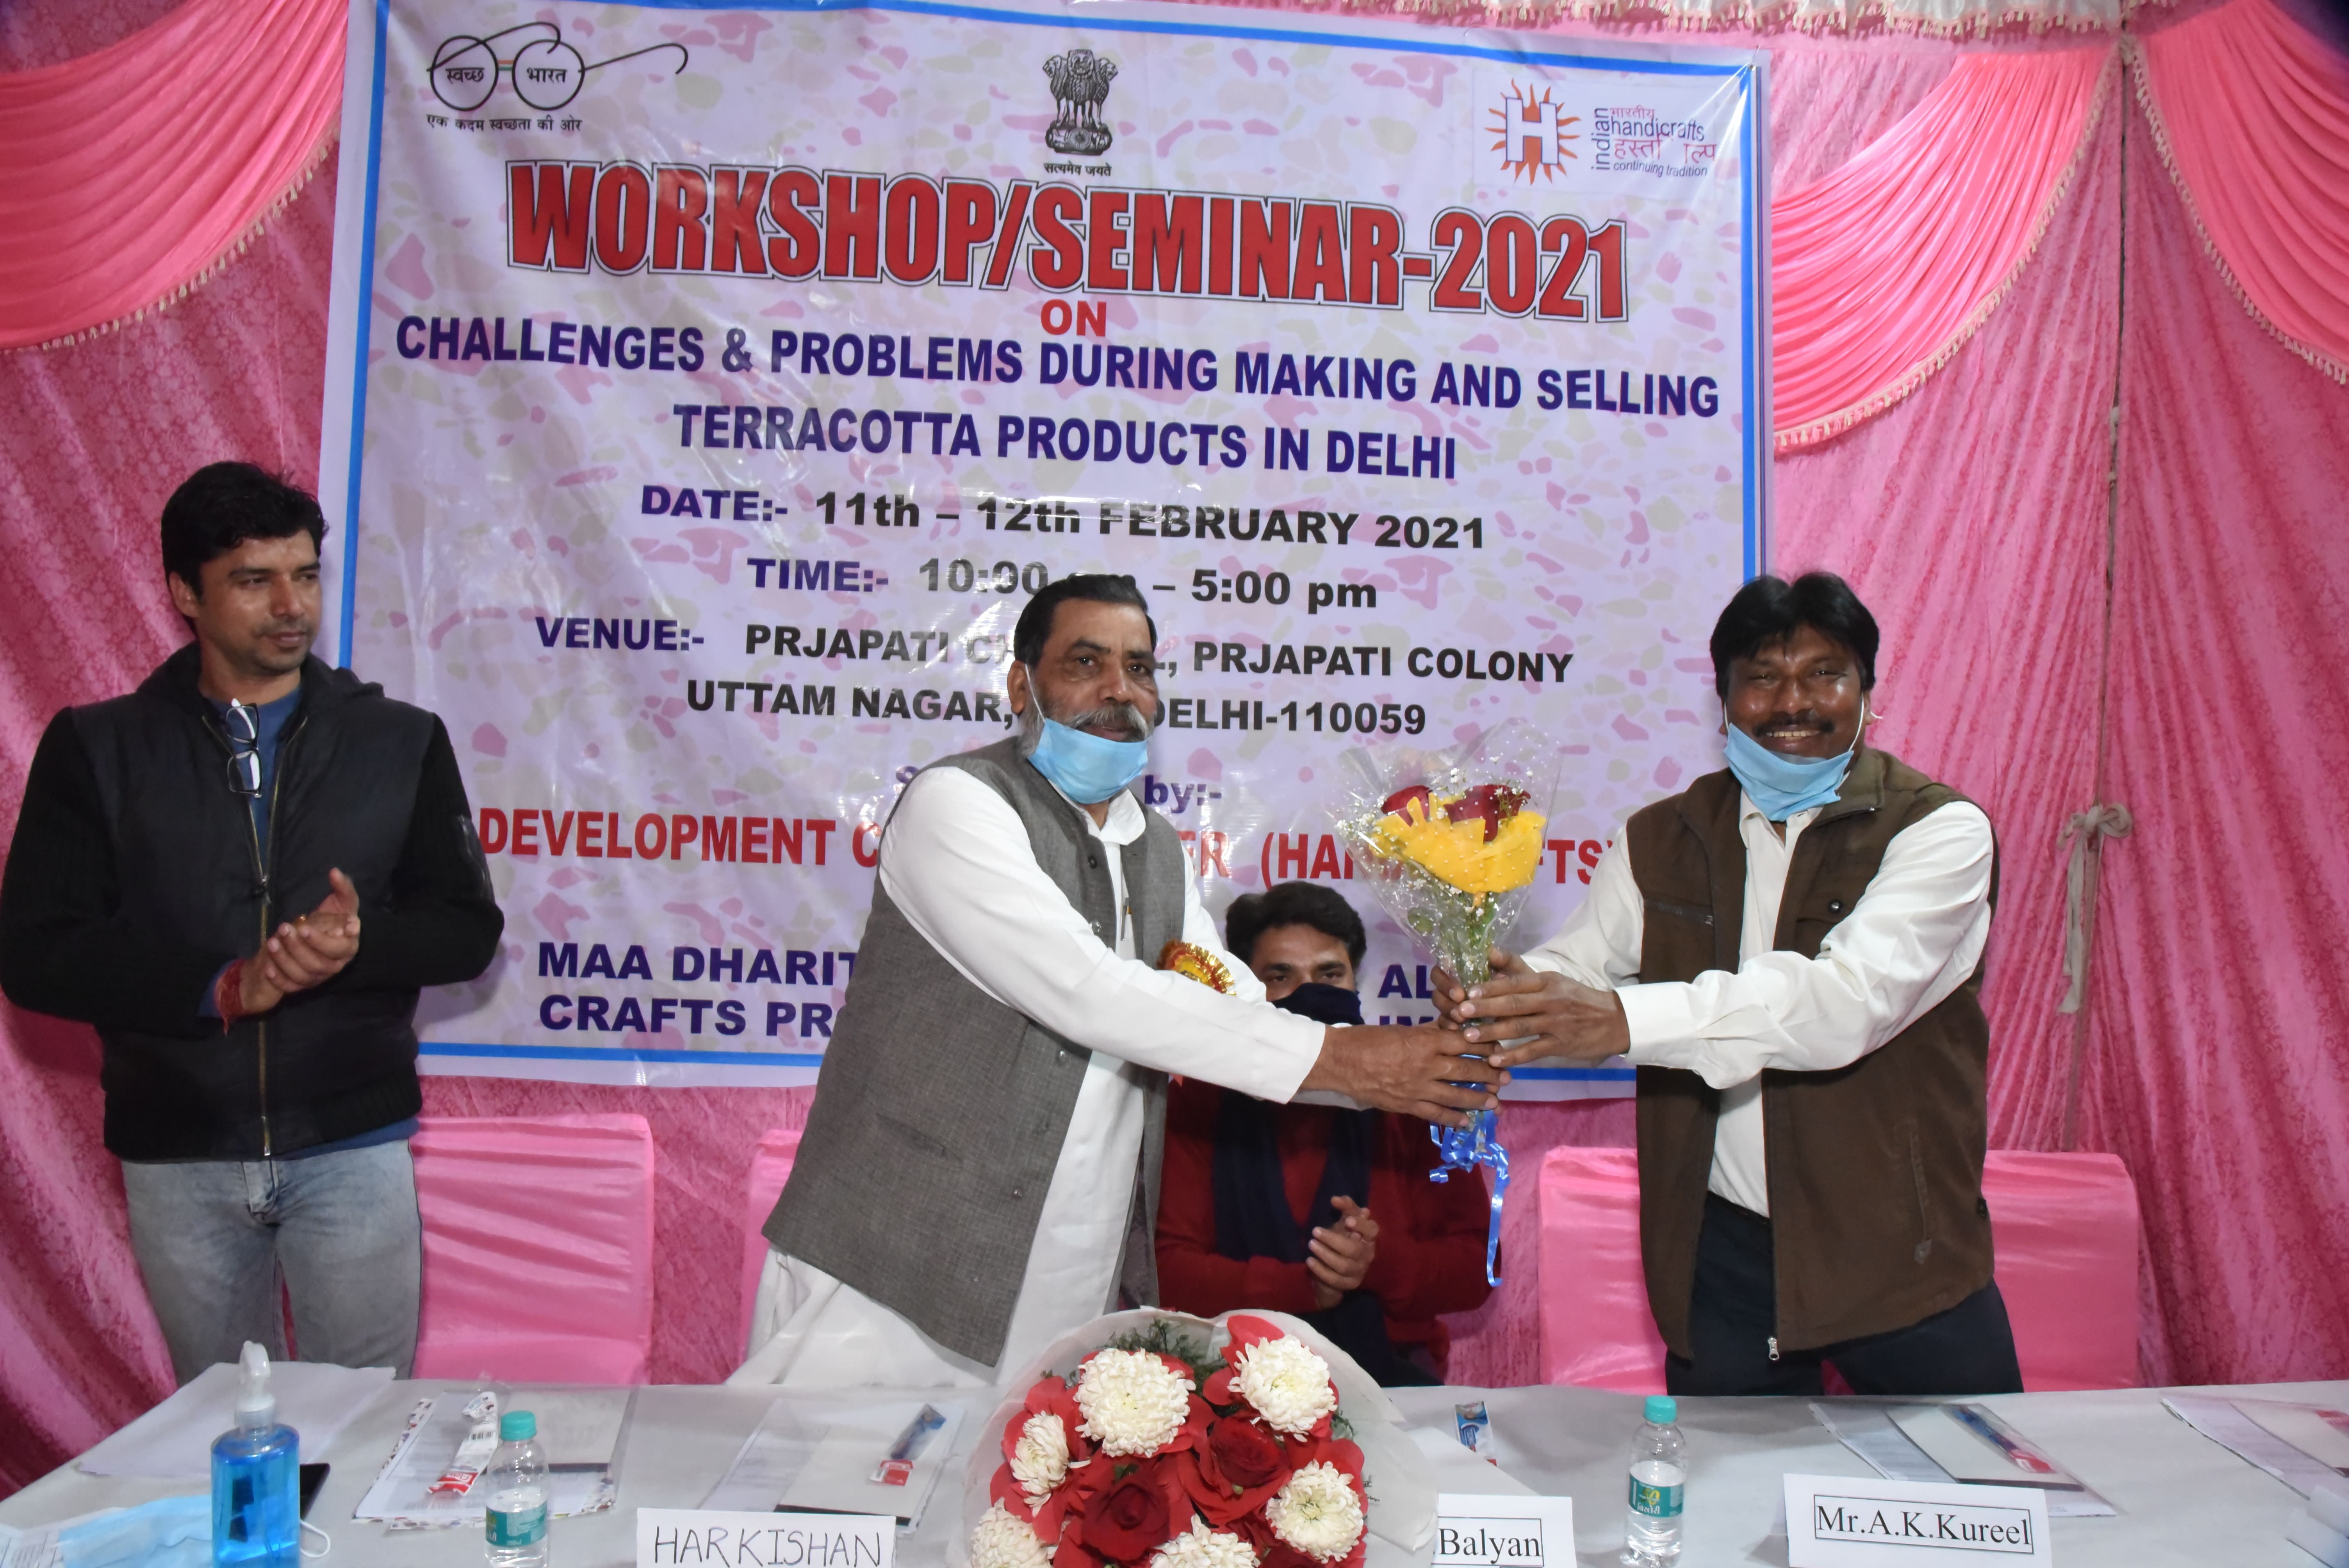 स्वच्छ भारत
एक कदम स्वच्छता की ओर
सत्यमेव जयते
H
indian
भारतीय
handicrafts
continuing tradition
WORKSHOP/SEMINAR-2021
ON
CHALLENGES & PROBLEMS DURING MAKING AND SELLING
TERRACOTTA PRODUCTS IN DELHI
DATE:- 11th – 12th FEBRUARY 2021
TIME:- 10:00 – 5:00 pm
VENUE:- PRJAPATI PRJAPATI COLONY
UTTAM NAGAR, DELHI-110059
by:-
DEVELOPMENT
MAA
CRAFTS
HARKISHAN
Balyan
Mr.A.K.Kureel